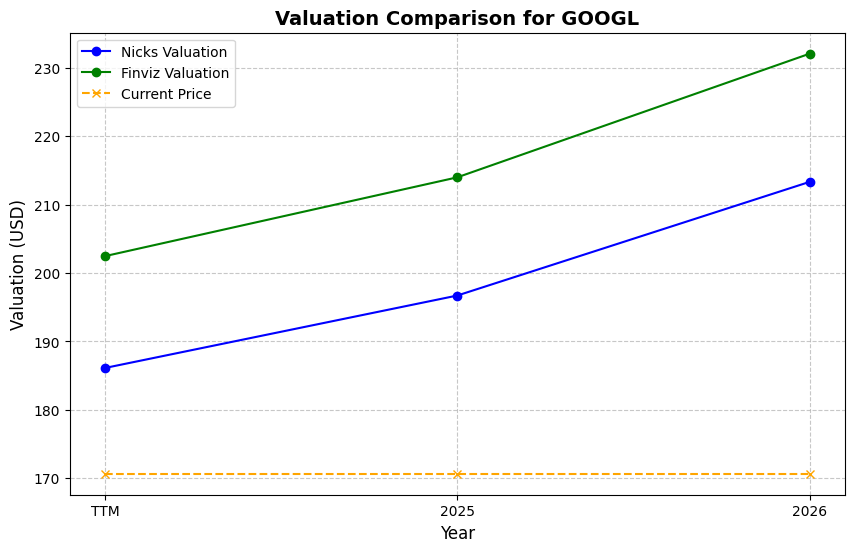 Valuation Comparison for GOOGL
Nicks Valuation
Finviz Valuation
Current Price
Valuation (USD)
230
220
210
200
190
180
170
TTM
2025
2026
Year